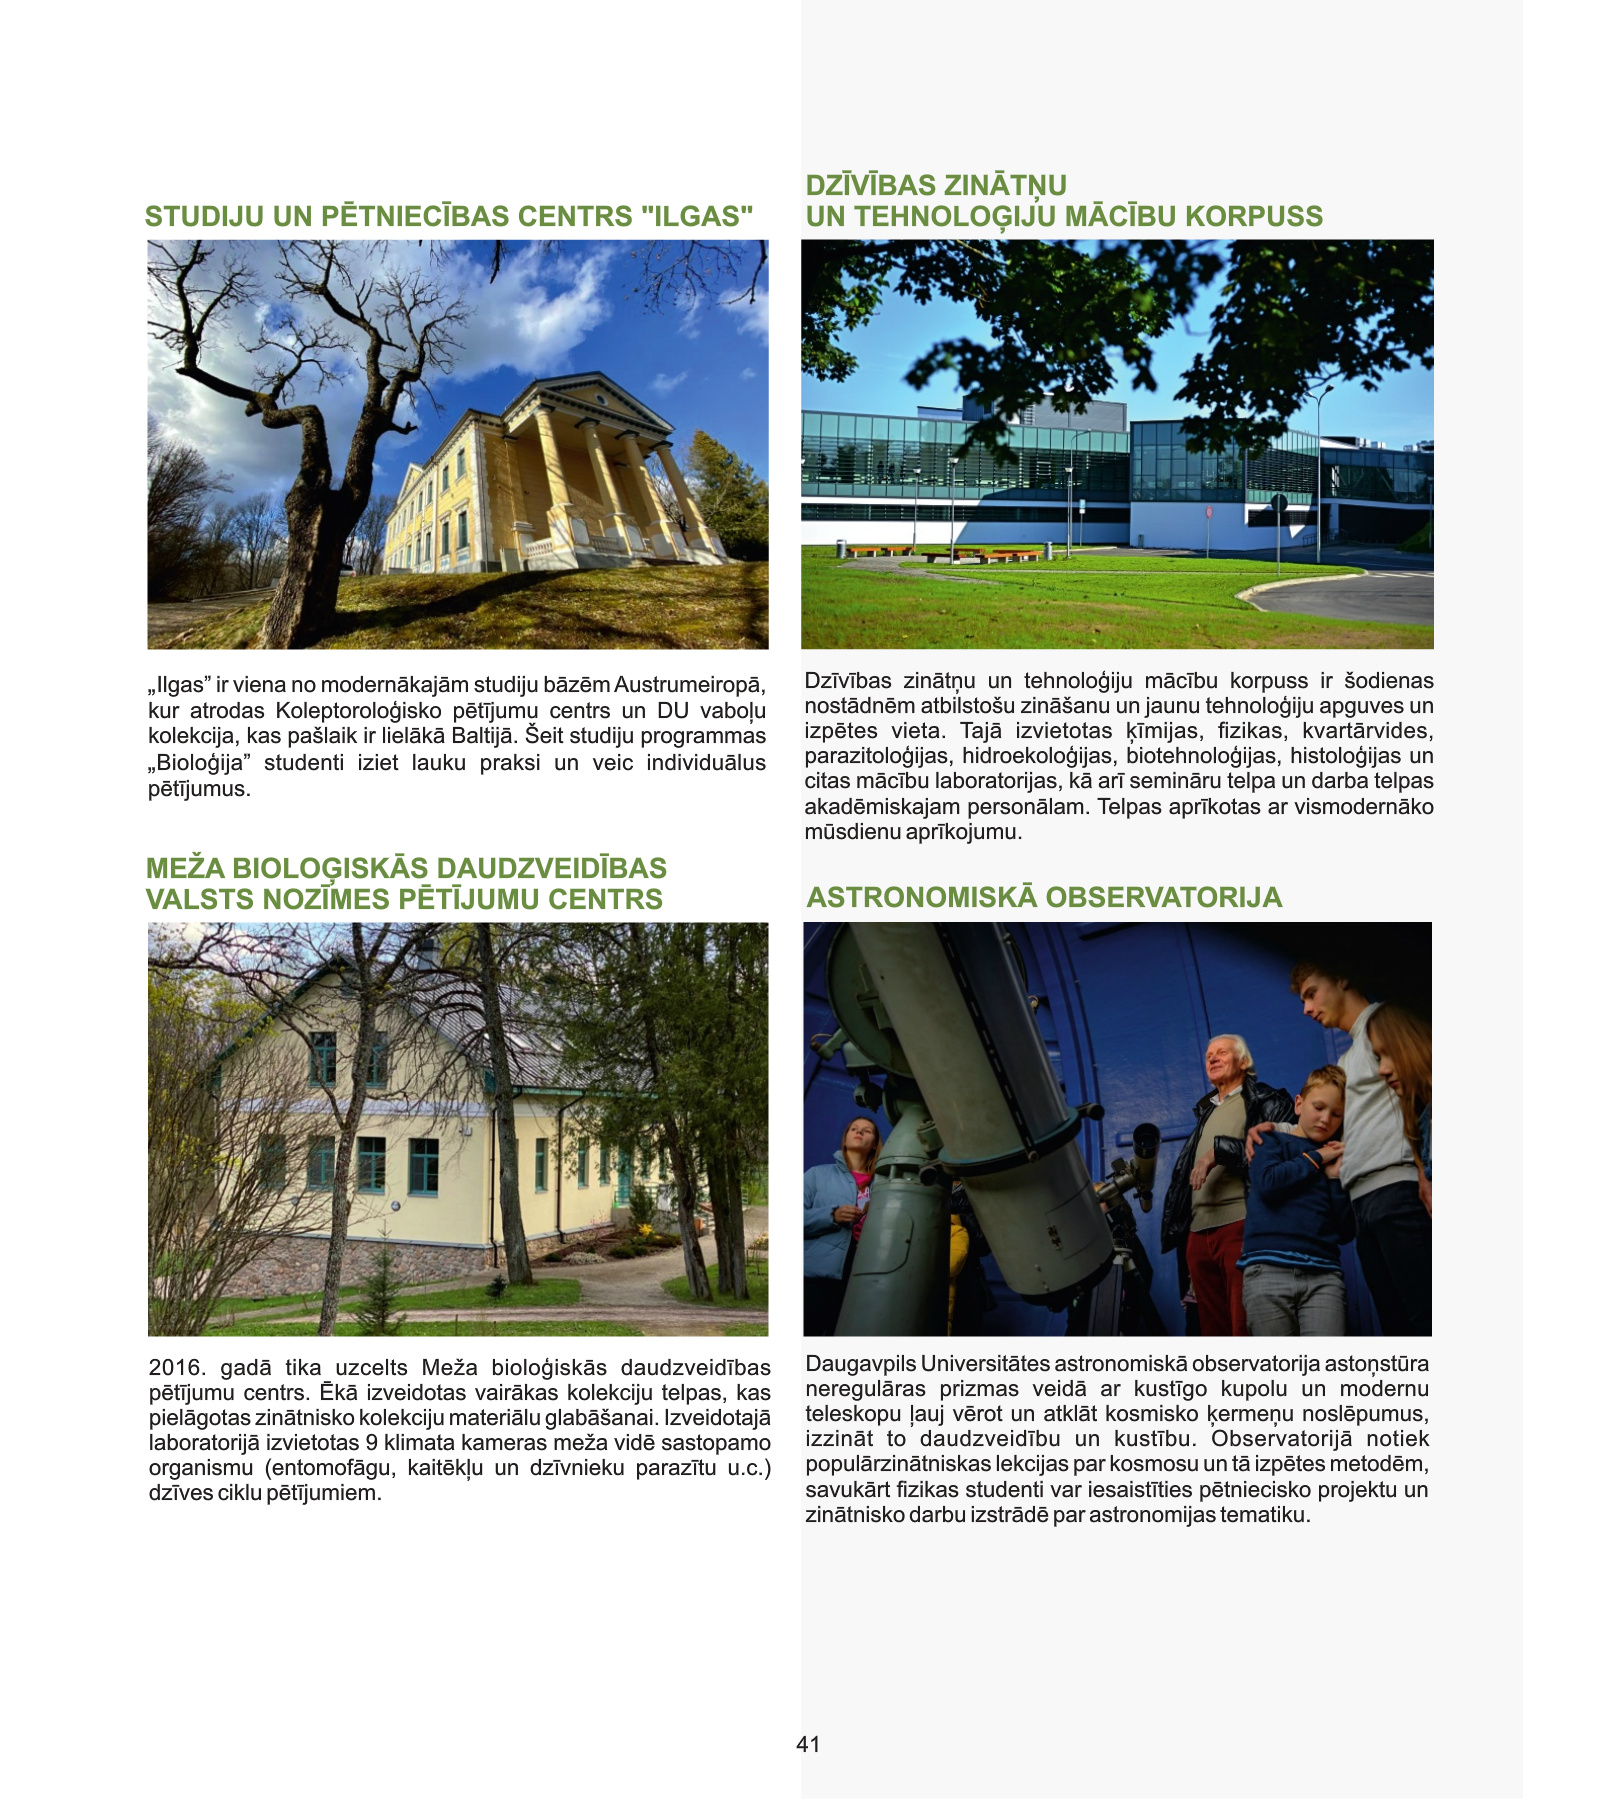 STUDIJU UN PĒTNIECĪBAS CENTRS "ILGAS"
„Ilgas” ir viena no modernākajām studiju bāzēm Austrumeiropā,
kur atrodas Koleptoroloģisko pētījumu centrs un DU vaboļu
kolekcija, kas pašlaik ir lielākā Baltijā. Šeit studiju programmas
„Bioloģija” studenti iziet lauku praksi un veic individuālus
pētījumus.
MEŽA BIOLOĢISKĀS DAUDZVEIDĪBAS
VALSTS NOZĪMES PĒTĪJUMU CENTRS
2016. gadā tika uzcelts Meža bioloģiskās daudzveidības
pētījumu centrs. Ēkā izveidotas vairākas kolekciju telpas, kas
pielāgotas zinātnisko kolekciju materiālu glabāšanai. Izveidotajā
laboratorijā izvietotas 9 klimata kameras meža vidē sastopamo
organismu (entomofāgu, kaitēkļu un dzīvnieku parazītu u.c.)
dzīves ciklu pētījumiem.
DZĪVĪBAS ZINĀTŅU
UN TEHNOLOĢIJU MĀCĪBU KORPUSS
Dzīvības zinātņu un tehnoloģiju mācību korpuss ir šodienas
nostādnēm atbilstošu zināšanu un jaunu tehnoloģiju apguves un
izpētes vieta. Tajā izvietotas ķīmijas, fizikas, kvartārvides,
parazitoloģijas, hidroekoloģijas, biotehnoloģijas, histoloģijas un
citas mācību laboratorijas, kā arī semināru telpa un darba telpas
akadēmiskajam personālam. Telpas aprīkotas ar vismodernāko
mūsdienu aprīkojumu.
ASTRONOMISKĀ OBSERVATORIJA
Daugavpils Universitātes astronomiskā observatorija astoņstūra
neregulāras prizmas veidā ar kustīgo kupolu un modernu
teleskopu ļauj vērot un atklāt kosmisko ķermeņu noslēpumus,
izzināt to daudzveidību un kustību. Observatorijā notiek
populārzinātniskas lekcijas par kosmosu un tā izpētes metodēm,
savukārt fizikas studenti var iesaistīties pētniecisko projektu un
zinātnisko darbu izstrādē par astronomijas tematiku.
41